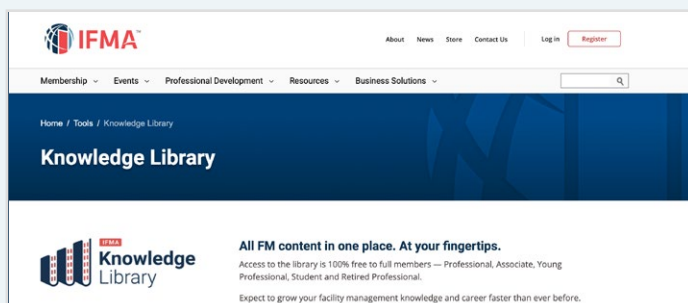 IFMA™
About News Store Contact Us Log in Register
Membership Events Professional Development Resources Business Solutions
Home / Tools / Knowledge Library
Knowledge Library
IFMA
Knowledge
Library
All FM content in one place. At your fingertips.
Access to the library is 100% free to full members — Professional, Associate, Young
Professional, Student and Retired Professional.
Expect to grow your facility management knowledge and career faster than ever before.